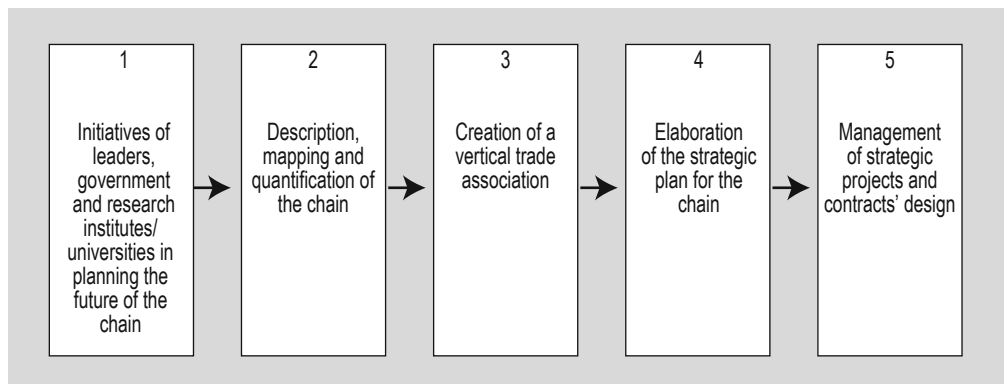 1
Initiatives of
leaders,
government
and research
institutes/
universities in
planning the
future of the
chain
2
Description,
mapping and
quantification of
the chain
3
Creation of a
vertical trade
association
4
Elaboration
of the strategic
plan for the
chain
5
Management
of strategic
projects and
contracts’ design